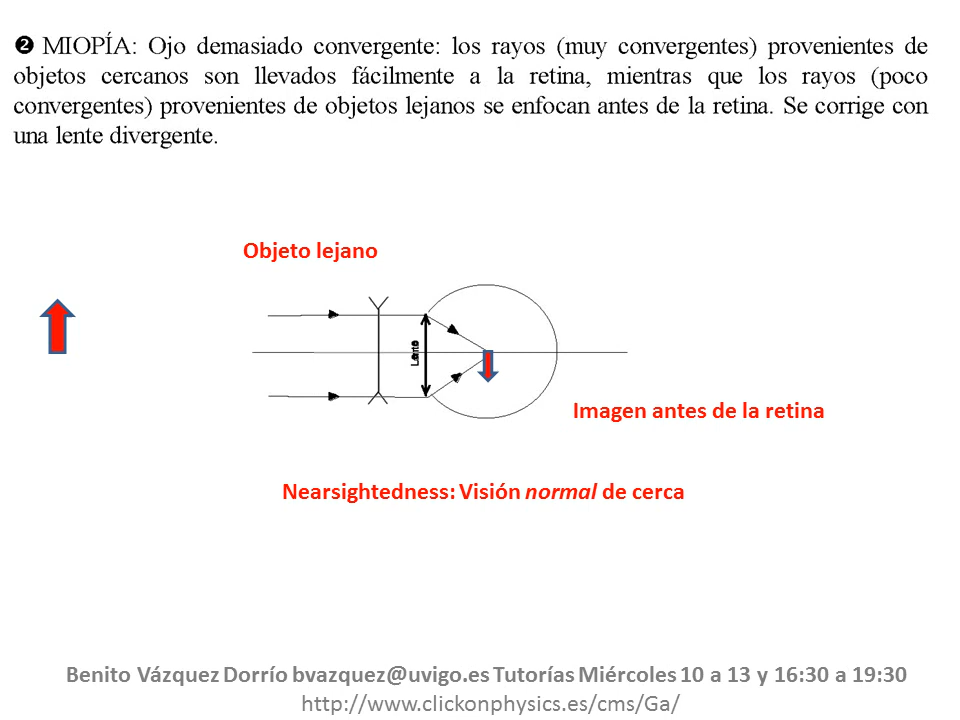 ❷ MIOPÍA: Ojo demasiado convergente: los rayos (muy convergentes) provenientes de
objetos cercanos son llevados fácilmente a la retina, mientras que los rayos (poco
convergentes) provenientes de objetos lejanos se enfocan antes de la retina. Se corrige con
una lente divergente.
Objeto lejano
Lente
Imagen antes de la retina
Nearsightedness: Visión normal de cerca
Benito Vázquez Dorrío bvazquez@uvigo.es Tutorías Miércoles 10 a 13 y 16:30 a 19:30
http://www.clickonphysics.es/cms/Ga/